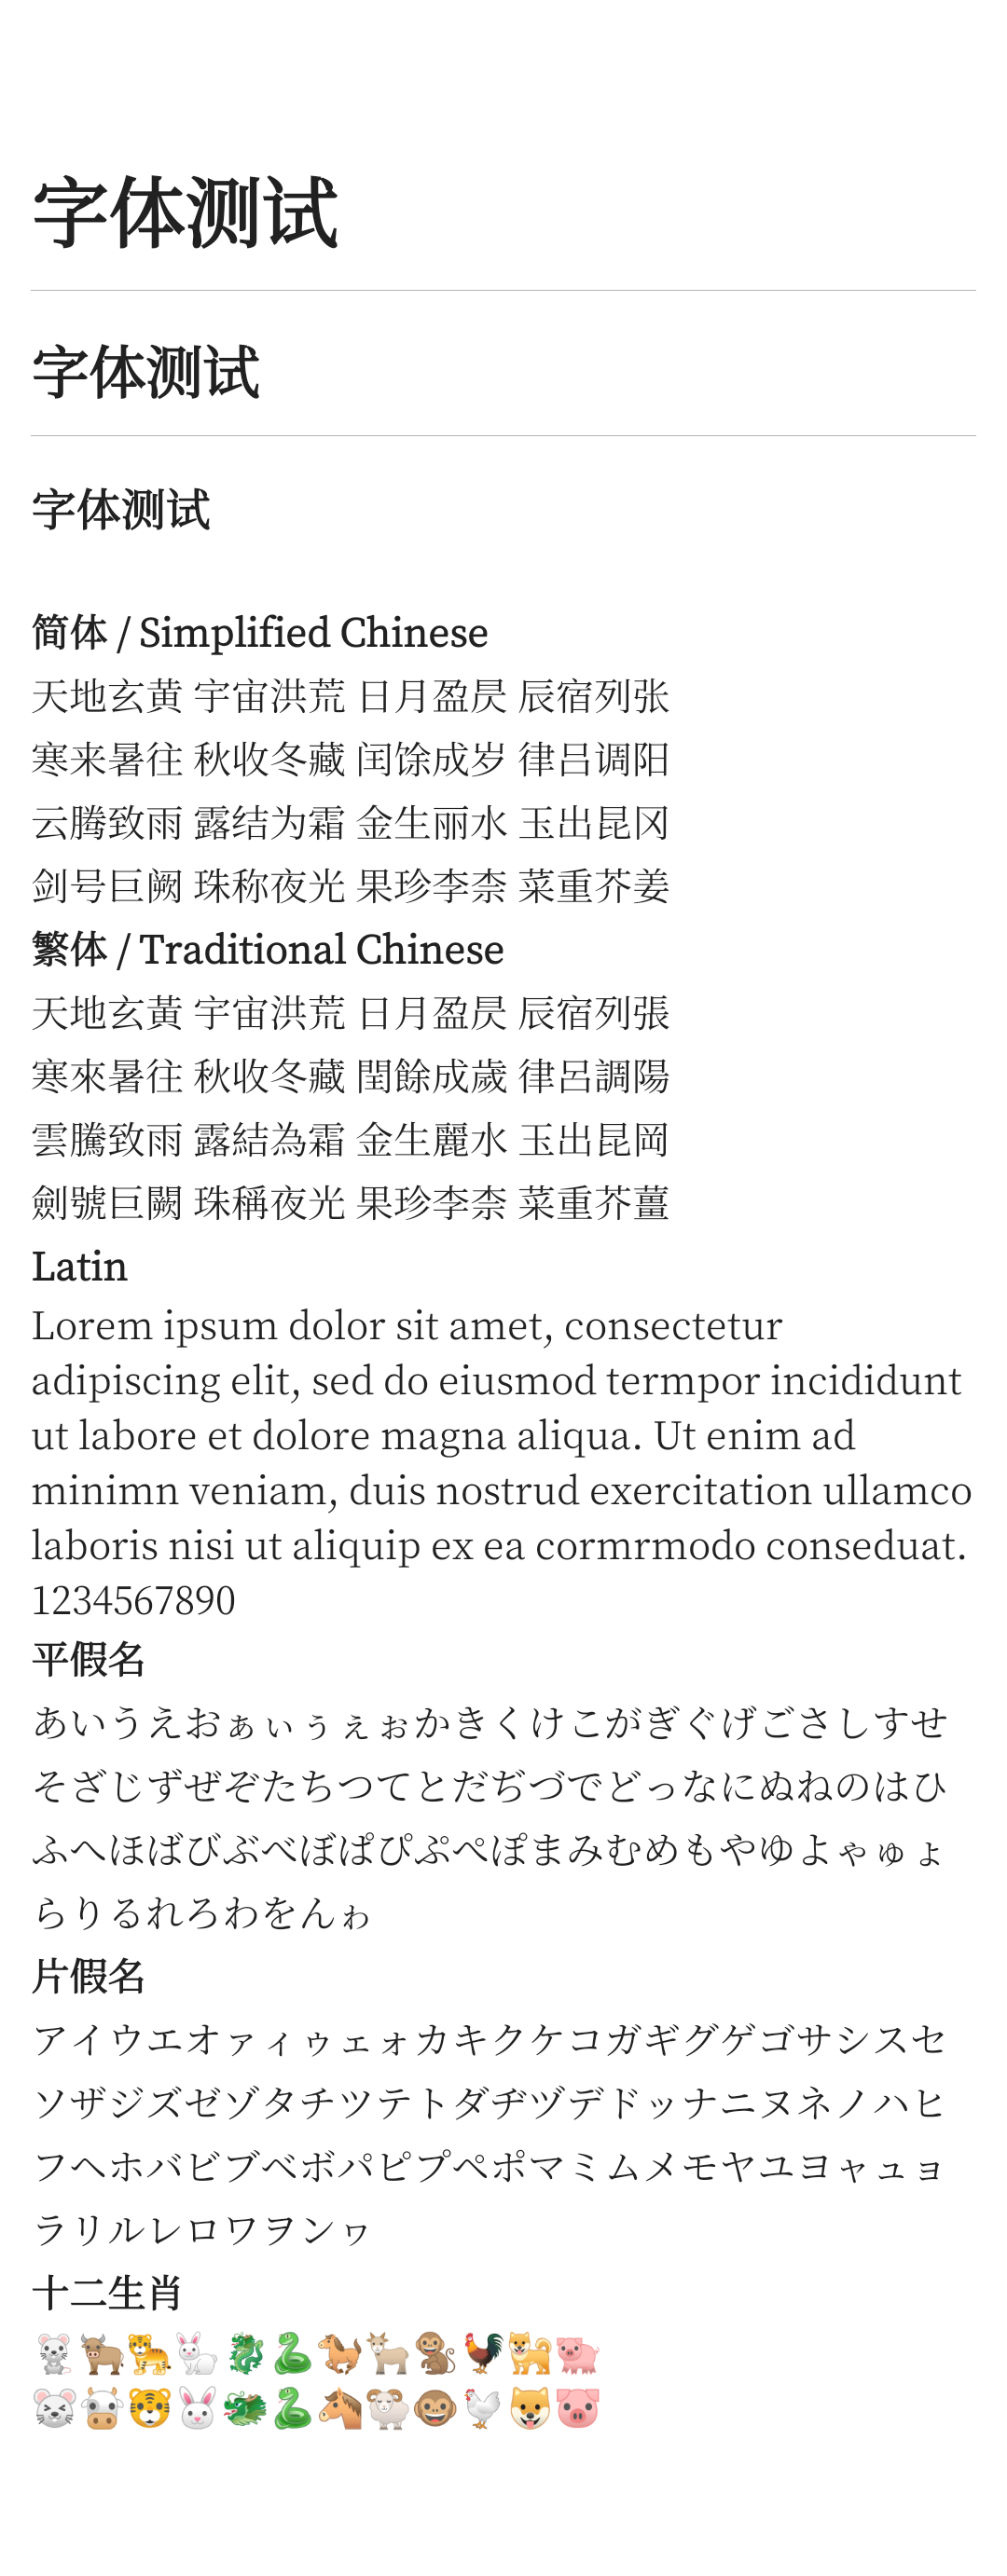 字体测试
字体测试
字体测试
简体 / Simplified Chinese
天地玄黄 宇宙洪荒 日月盈昃 辰宿列张
寒来暑往 秋收冬藏 闰馀成岁 律吕调阳
云腾致雨 露结为霜 金生丽水 玉出昆冈
剑号巨阙 珠称夜光 果珍李柰 菜重芥姜
繁体 / Traditional Chinese
天地玄黃 宇宙洪荒 日月盈昃 辰宿列張
寒來暑往 秋收冬藏 閏餘成歲 律呂調陽
雲騰致雨 露結為霜 金生麗水 玉出昆岡
劍號巨闕 珠稱夜光 果珍李柰 菜重芥薑
Latin
Lorem ipsum dolor sit amet, consectetur
adipiscing elit, sed do eiusmod termpor incididunt
ut labore et dolore magna aliqua. Ut enim ad
minimn veniam, duis nostrud exercitation ullamco
laboris nisi ut aliquip ex ea cormrmodo conseduat.
1234567890
平假名
あいうえおぁぃぅぇぉかきくけこがぎぐげごさしすせ
そざじずぜぞたちつてとだぢづでどっなにぬねのはひ
ふへほばびぶべぼぱぴぷぺぽまみむめもやゆよゃゅょ
らりるれろわをんゎ
片假名
アイウエオァィゥェォカキクケコガギグゲゴサシスセ
ソザジズゼゾタチツテトダヂヅデドッナニヌネノハヒ
フヘホバビブベボパピプペポマミムメモヤユヨャュョ
ラリルレロワヲンヮ
十二生肖
🐁🐂🐅🐇🐉🐍🐎🐐🐒🐓🐕🐖
🐭🐮🐯🐰🐲🐍🐴🐏🐵🐔🐶🐷